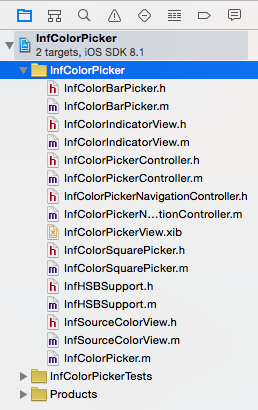 InfColorPicker
2 targets, iOS SDK 8.1
InfColorPicker
h InfColorBarPicker.h
m InfColorBarPicker.m
h InfColorIndicatorView.h
m InfColorIndicatorView.m
h InfColorPickerController.h
m InfColorPickerController.m
h InfColorPickerNavigationController.h
m InfColorPickerN...tionController.m
InfColorPickerView.xib
h InfColorSquarePicker.h
m InfColorSquarePicker.m
h InfHSBSupport.h
m InfHSBSupport.m
h InfSourceColorView.h
m InfSourceColorView.m
m InfColorPicker.m
InfColorPickerTests
Products